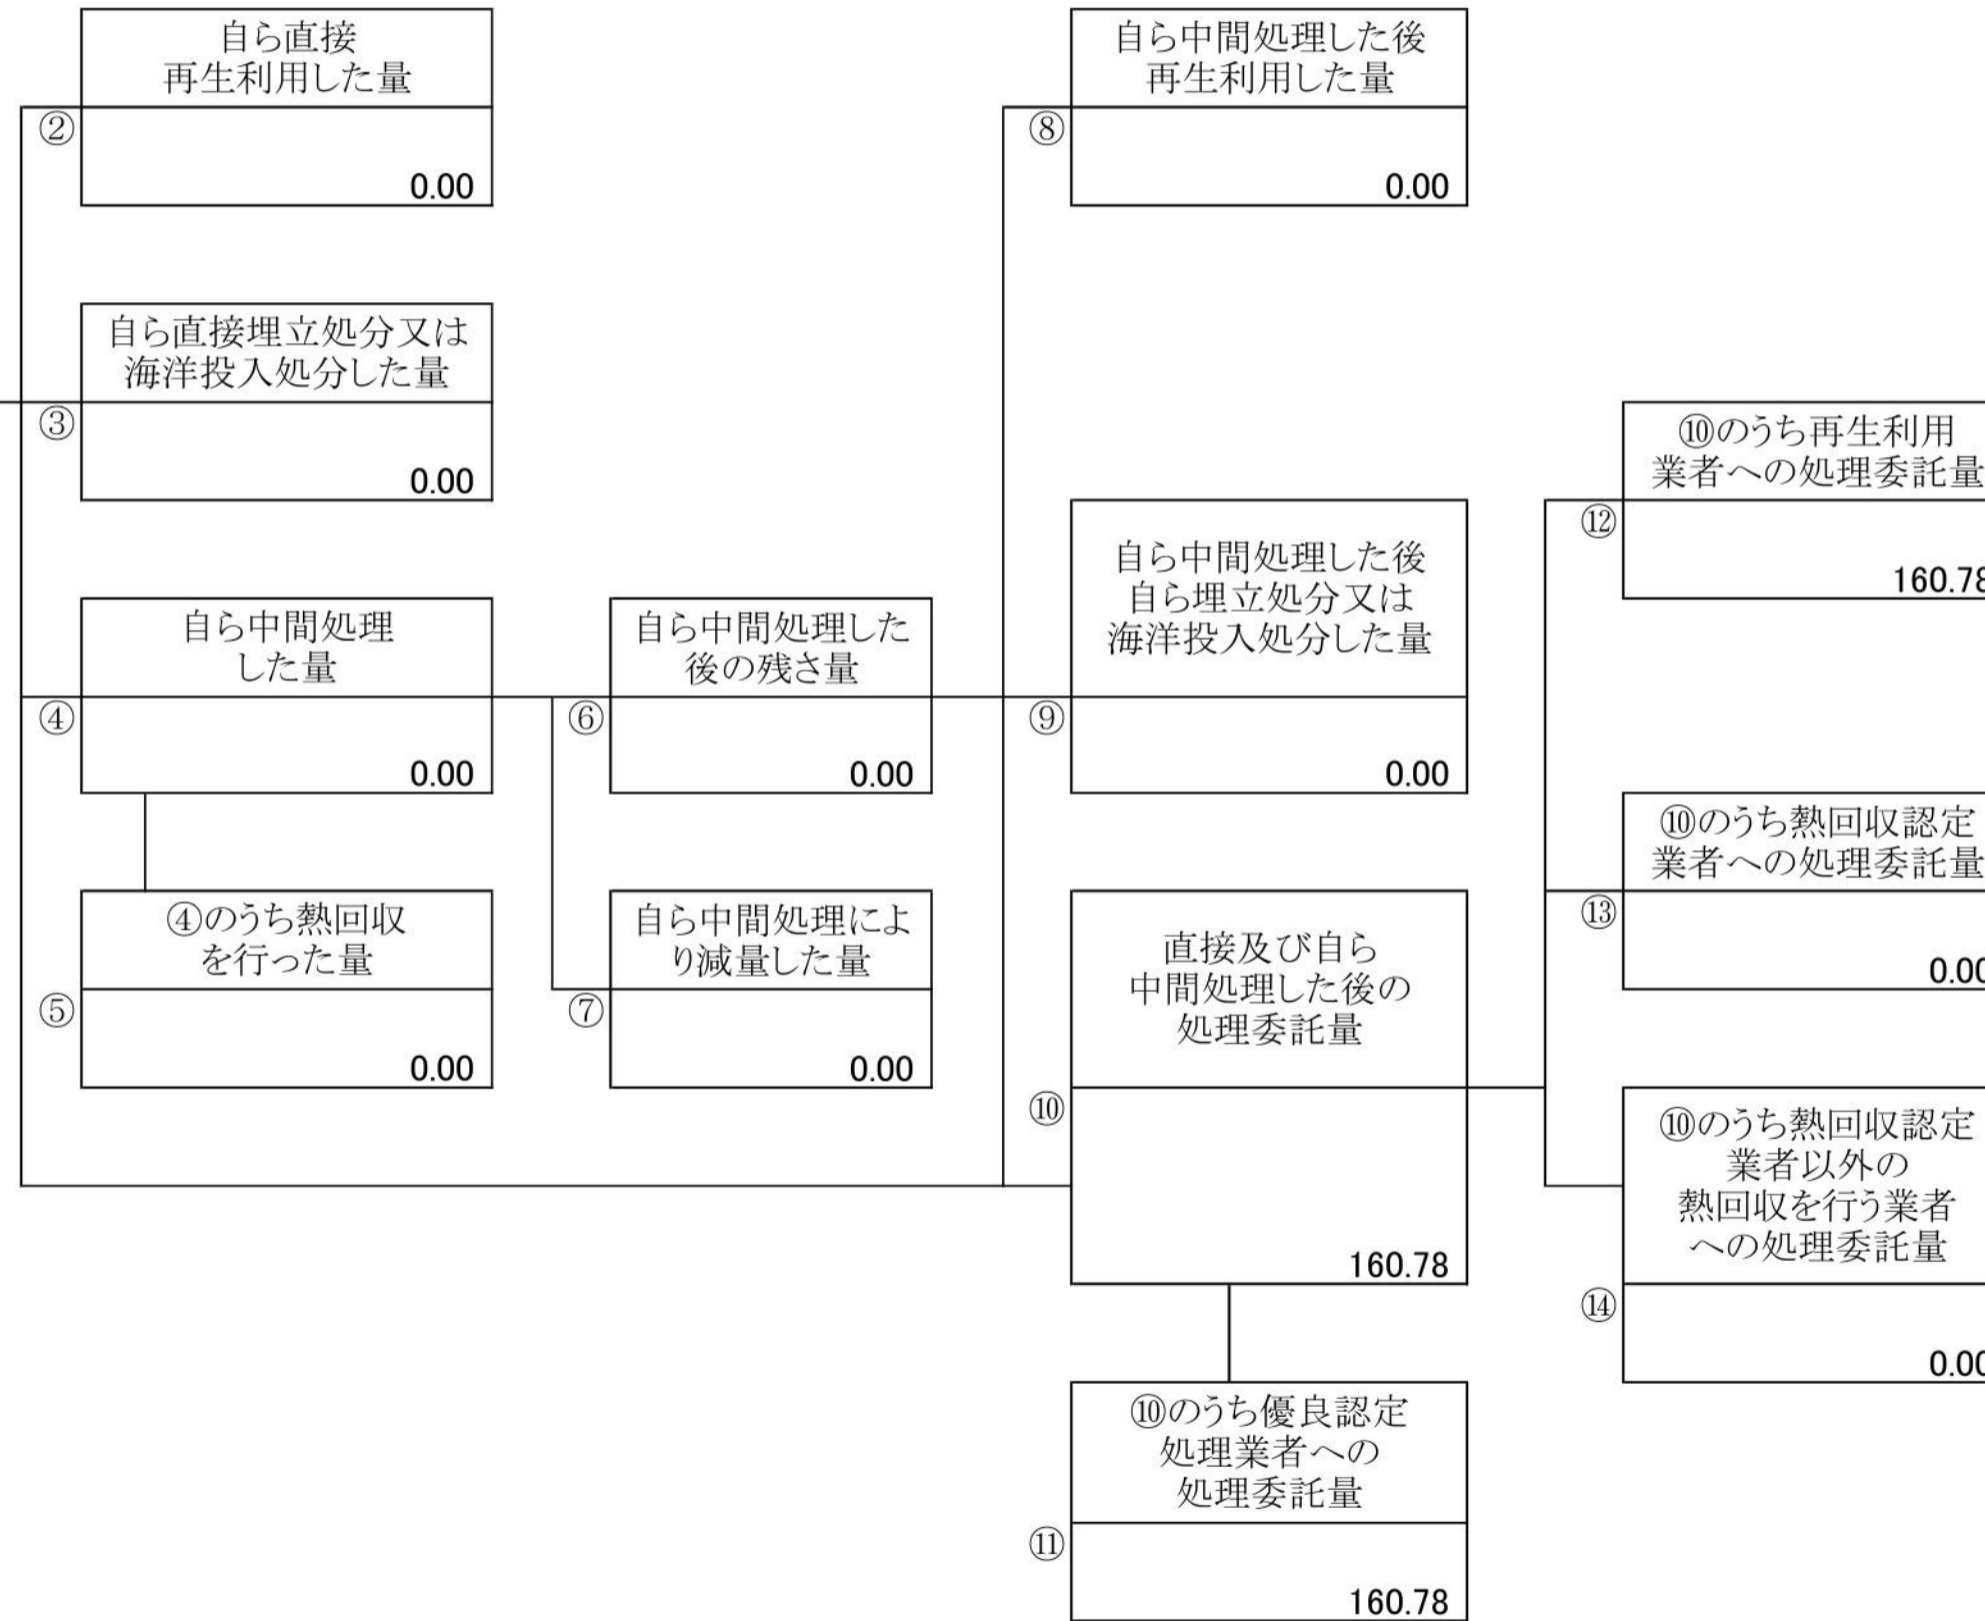 自ら直接
再生利用した量
②
0.00
自ら直接埋立処分又は
海洋投入処分した量
③
0.00
自ら中間処理
した量
④
0.00
④のうち熱回収
を行った量
⑤
0.00
自ら中間処理した
後の残さ量
⑥
0.00
自ら中間処理によ
り減量した量
⑦
0.00
自ら中間処理した後
再生利用した量
⑧
0.00
自ら中間処理した後
自ら埋立処分又は
海洋投入処分した量
⑨
0.00
直接及び自ら
中間処理した後の
処理委託量
⑩
160.78
⑩のうち優良認定
処理業者への
処理委託量
⑪
160.78
⑩のうち再生利用
業者への処理委託量
⑫
160.78
⑩のうち熱回収認定
業者への処理委託量
⑬
0.00
⑩のうち熱回収認定
業者以外の
熱回収を行う業者
への処理委託量
⑭
0.00